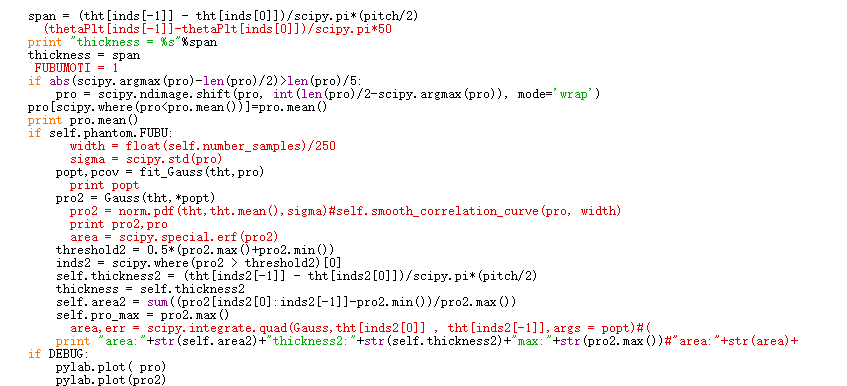 span = (tht[inds[-1]] - tht[inds[0]])/scipy.pi*(pitch/2)
(thetaPlt[inds[-1]]-thetaPlt[inds[0]])/scipy.pi*50
print "thickness = %s"%span
thickness = span
FUBUMOTI = 1
if abs(scipy.argmax(pro)-len(pro)/2)>len(pro)/5:
pro = scipy.ndimage.shift(pro, int(len(pro)/2-scipy.argmax(pro)), mode='wrap')
pro[scipy.where(pro<pro.mean())]=pro.mean()
print pro.mean()
if self.phantom.FUBU:
width = float(self.number_samples)/250
sigma = scipy.std(pro)
popt,pcov = fit_Gauss(tht,pro)
print popt
pro2 = Gauss(tht,*popt)
pro2 = norm.pdf(tht,tht.mean(),sigma)#self.smooth_correlation_curve(pro, width)
print pro2,pro
area = scipy.special.erf(pro2)
threshold2 = 0.5*(pro2.max()+pro2.min())
inds2 = scipy.where(pro2 > threshold2)[0]
self.thickness2 = (tht[inds2[-1]] - tht[inds2[0]])/scipy.pi*(pitch/2)
thickness = self.thickness2
self.area2 = sum((pro2[inds2[0]:inds2[-1]]-pro2.min())/pro2.max())
self.pro_max = pro2.max()
area,err = scipy.integrate.quad(Gauss,tht[inds2[0]] , tht[inds2[-1]],args = popt)#(
print "area:"+str(self.area2)+"thickness2:"+str(self.thickness2)+"max:"+str(pro2.max())#"area:"+str(area)+
if DEBUG:
pylab.plot( pro)
pylab.plot(pro2)